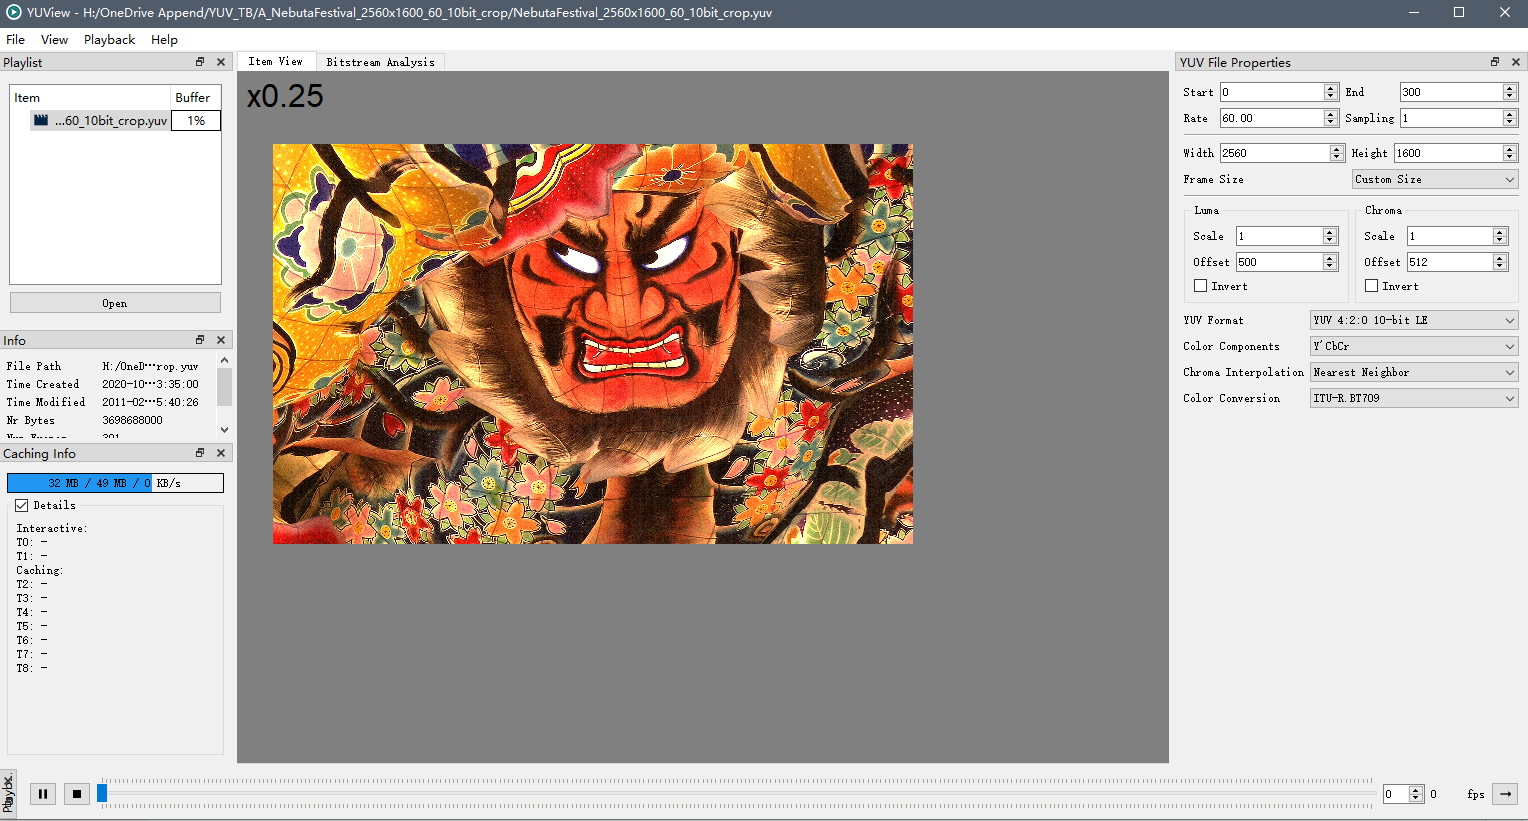 YUView - H:/OneDrive Append/YUV_TB/A_NebutaFestival_2560x1600_60_10bit_crop/NebutaFestival_2560x1600_60_10bit_crop.yuv
File View Playback Help
Playlist
Item Buffer
...60_10bit_crop.yuv 1%
Open
Info
File Path H:/OneD⋯rop.yuv
Time Created 2020-10⋯3:35:00
Time Modified 2011-02⋯5:40:26
Nr Bytes 3698688000
Caching Info
32 MB / 49 MB / 0 KB/s
Details
Interactive:
T0: -
T1: -
Caching:
T2: -
T3: -
T4: -
T5: -
T6: -
T7: -
T8: -
Item View Bitstream Analysis
x0.25
YUV File Properties
Start 0 End 300
Rate 60.00 Sampling 1
Width 2560 Height 1600
Frame Size Custom Size
Luma Chroma
Scale 1 Scale 1
Offset 500 Offset 512
Invert Invert
YUV Format YUV 4:2:0 10-bit LE
Color Components Y'CbCr
Chroma Interpolation Nearest Neighbor
Color Conversion ITU-R.BT709
0 0 fps